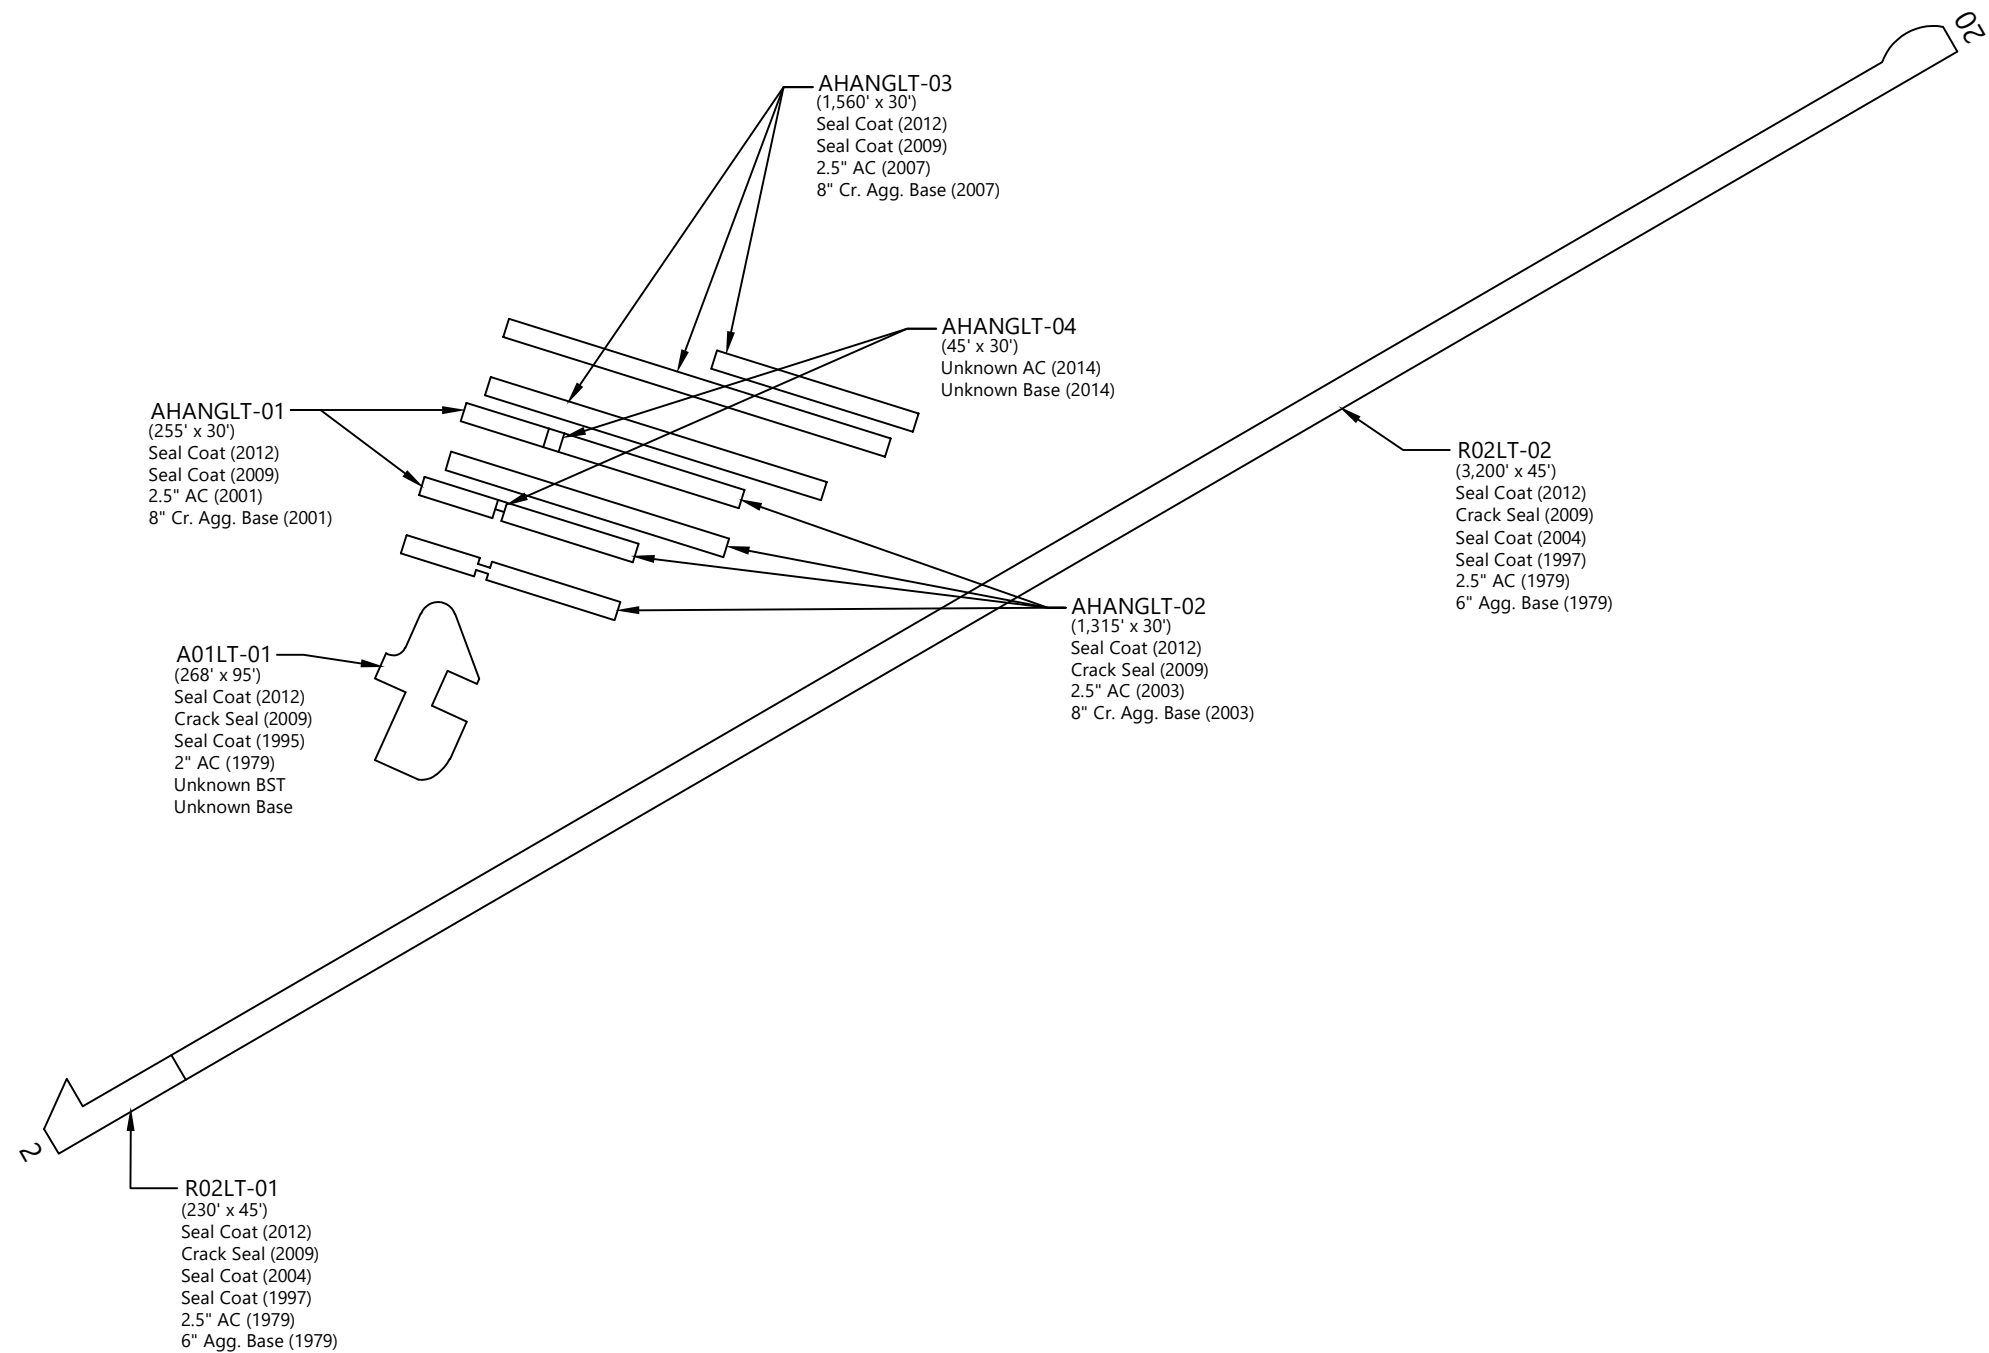 20
AHANGLT-03
(1,560' x 30')
Seal Coat (2012)
Seal Coat (2009)
2.5" AC (2007)
8" Cr. Agg. Base (2007)
AHANGLT-04
(45' x 30')
Unknown AC (2014)
Unknown Base (2014)
AHANGLT-01
(255' x 30')
Seal Coat (2012)
Seal Coat (2009)
2.5" AC (2001)
8" Cr. Agg. Base (2001)
R02LT-02
(3,200' x 45')
Seal Coat (2012)
Crack Seal (2009)
Seal Coat (2004)
Seal Coat (1997)
2.5" AC (1979)
6" Agg. Base (1979)
AHANGLT-02
(1,315' x 30')
Seal Coat (2012)
Crack Seal (2009)
2.5" AC (2003)
8" Cr. Agg. Base (2003)
A01LT-01
(268' x 95')
Seal Coat (2012)
Crack Seal (2009)
Seal Coat (1995)
2" AC (1979)
Unknown BST
Unknown Base
2
R02LT-01
(230' x 45')
Seal Coat (2012)
Crack Seal (2009)
Seal Coat (2004)
Seal Coat (1997)
2.5" AC (1979)
6" Agg. Base (1979)